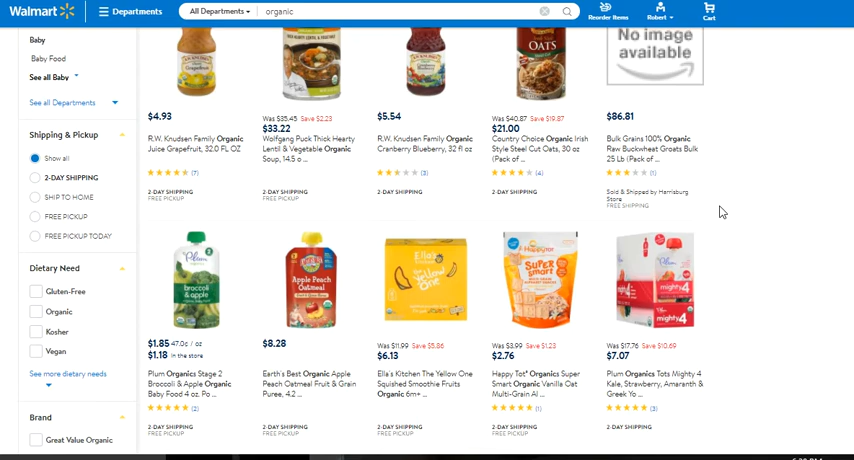 Walmart
Departments
All Departments
organic
Reorder Items
Robert
Cart
Baby
Baby Food
See all Baby
See all Departments
Shipping & Pickup
Show all
2-DAY SHIPPING
SHIP TO HOME
FREE PICKUP
FREE PICKUP TODAY
Dietary Need
Gluten-Free
Organic
Kosher
Vegan
See more dietary needs
Brand
Great Value Organic
OATS
No image
available
$4.93
R.W. Knudsen Family Organic
Juice Grapefruit, 32.0 FL OZ
(7)
2-DAY SHIPPING
FREE PICKUP
Was $35.45 Save $2.23
$33.22
Wolfgang Puck Thick Hearty
Lentil & Vegetable Organic
Soup, 14.5 o ...
2-DAY SHIPPING
FREE PICKUP
$5.54
R.W. Knudsen Family Organic
Cranberry Blueberry, 32 fl oz
(3)
2-DAY SHIPPING
Was $40.87 Save $19.87
$21.00
Country Choice Organic Irish
Style Steel Cut Oats, 30 oz
(Pack of ...
(4)
2-DAY SHIPPING
$86.81
Bulk Grains 100% Organic
Raw Buckwheat Groats Bulk
25 Lb (Pack of ...
(1)
Sold & Shipped by Harrisburg
Store
FREE SHIPPING
Plum
broccoli
& apple
$1.85 47.0¢ / oz
$1.18 In the store
Plum Organics Stage 2
Broccoli & Apple Organic
Baby Food 4 oz. Po ...
(2)
2-DAY SHIPPING
FREE PICKUP
Apple Peach
Oatmeal
$8.28
Earth's Best Organic Apple
Peach Oatmeal Fruit & Grain
Puree, 4.2 ...
2-DAY SHIPPING
FREE PICKUP
Ella's
Yellow
One
Was $11.99 Save $5.86
$6.13
Ella's Kitchen The Yellow One
Squished Smoothie Fruits
Organic 6m+ ...
2-DAY SHIPPING
Happytot
SUPER
smart
Was $3.99 Save $1.23
$2.76
Happy Tot® Organics Super
Smart Organic Vanilla Oat
Multi-Grain Al ...
(1)
2-DAY SHIPPING
FREE PICKUP
mighty4
Was $17.76 Save $10.69
$7.07
Plum Organics Tots Mighty 4
Kale, Strawberry, Amaranth &
Greek Yo ...
(3)
2-DAY SHIPPING